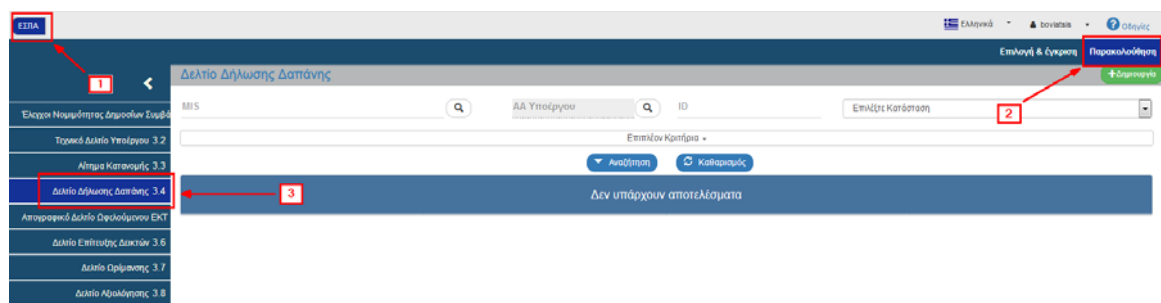 ΕΣΠΑ
Ελληνικά boviatsis Οδηγίες
Επιλογή & έγκριση Παρακολούθηση
1
Δελτίο Δήλωσης Δαπάνης
+Δημιουργία
2
Έλεγχοι Νομιμότητας Δημοσίων Συμβά
MIS ΑΑ Υποέργου ID Επιλέξτε Κατάσταση
Τεχνικό Δελτίο Υποέργου 3.2
Επιπλέον Κριτήρια
Αίτημα Κατανομής 3.3
Αναζήτηση Καθαρισμός
Δελτίο Δήλωσης Δαπάνης 3.4
3
Δεν υπάρχουν αποτελέσματα
Απογραφικό Δελτίο Ωφελούμενου ΕΚΤ
Δελτίο Επίτευξης Δεικτών 3.6
Δελτίο Ωρίμανσης 3.7
Δελτίο Αξιολόγησης 3.8